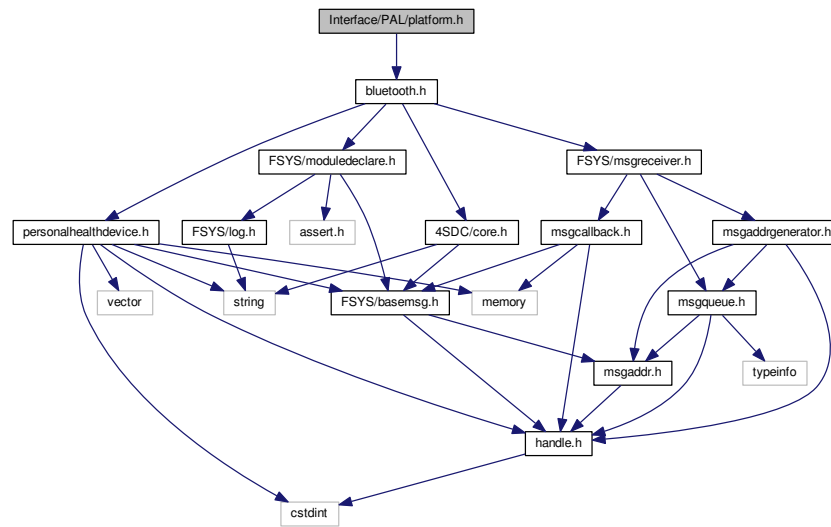 Interface/PAL/platform.h
bluetooth.h
FSYS/moduledeclare.h
FSYS/msgreceiver.h
personalhealthdevice.h
FSYS/log.h
assert.h
4SDC/core.h
msgcallback.h
msgaddrgenerator.h
vector
string
FSYS/basemsg.h
memory
msgqueue.h
msgaddr.h
typeinfo
handle.h
cstdint